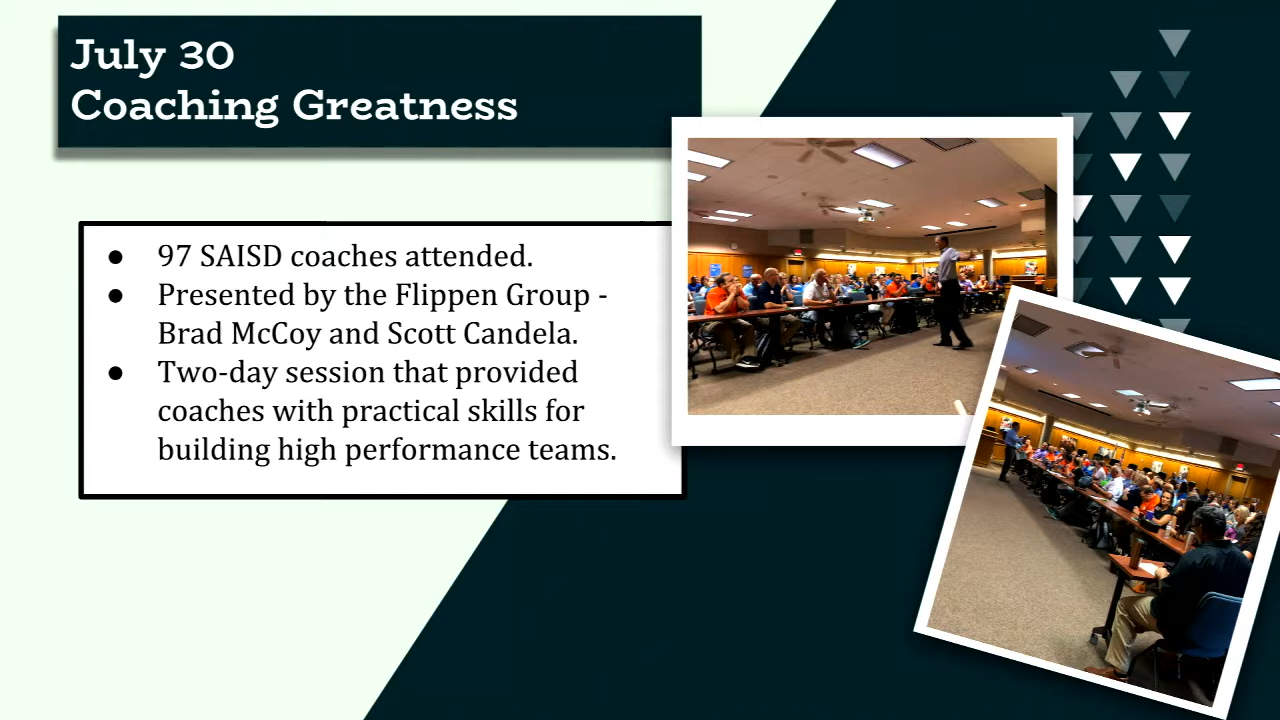 July 30
Coaching Greatness
● 97 SAISD coaches attended.
● Presented by the Flippen Group -
Brad McCoy and Scott Candela.
● Two-day session that provided
coaches with practical skills for
building high performance teams.